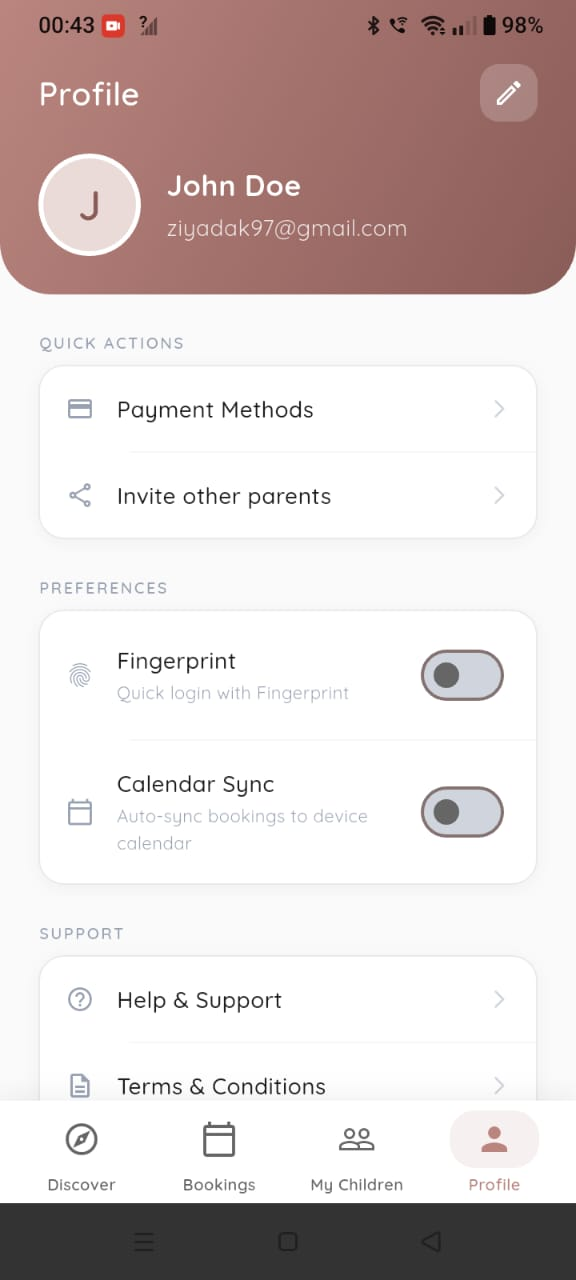 00:43
?
98%
Profile
J
John Doe
ziyadak97@gmail.com
QUICK ACTIONS
Payment Methods
Invite other parents
PREFERENCES
Fingerprint
Quick login with Fingerprint
Calendar Sync
Auto-sync bookings to device
calendar
SUPPORT
Help & Support
Terms & Conditions
Discover
Bookings
My Children
Profile